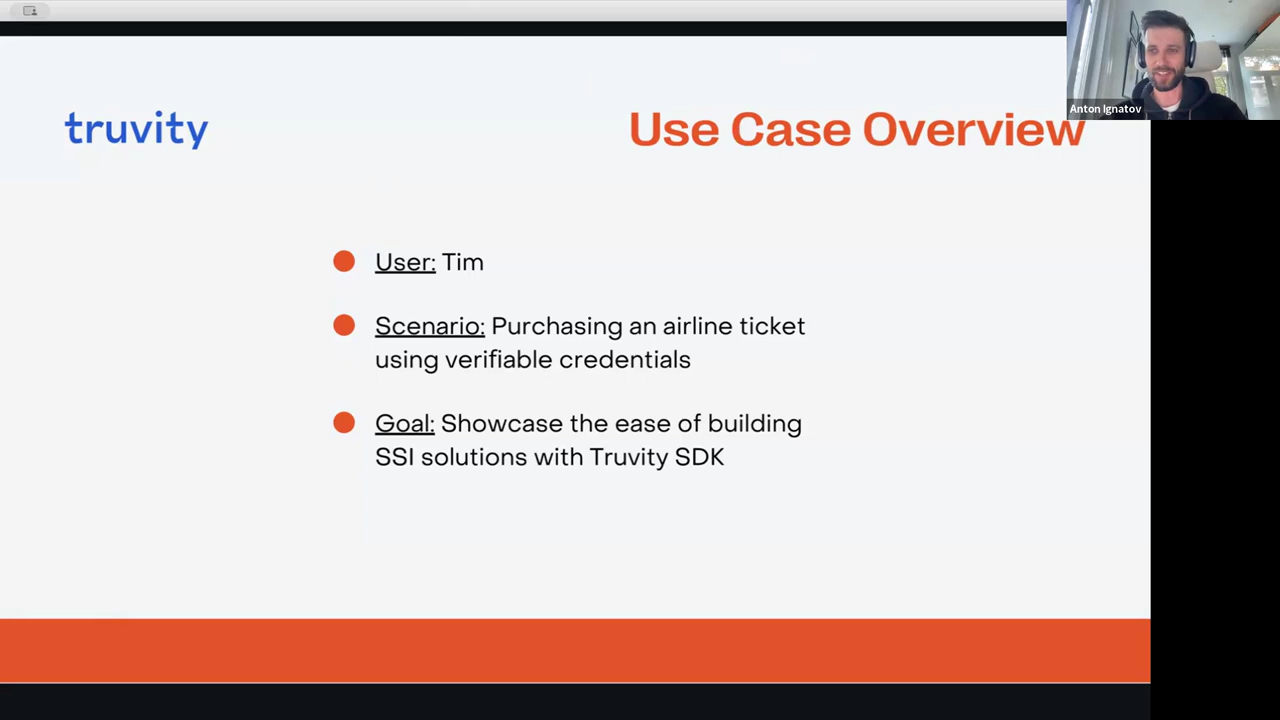 Anton Ignatov
truvity
Use Case Overview
User: Tim
Scenario: Purchasing an airline ticket
using verifiable credentials
Goal: Showcase the ease of building
SSI solutions with Truvity SDK